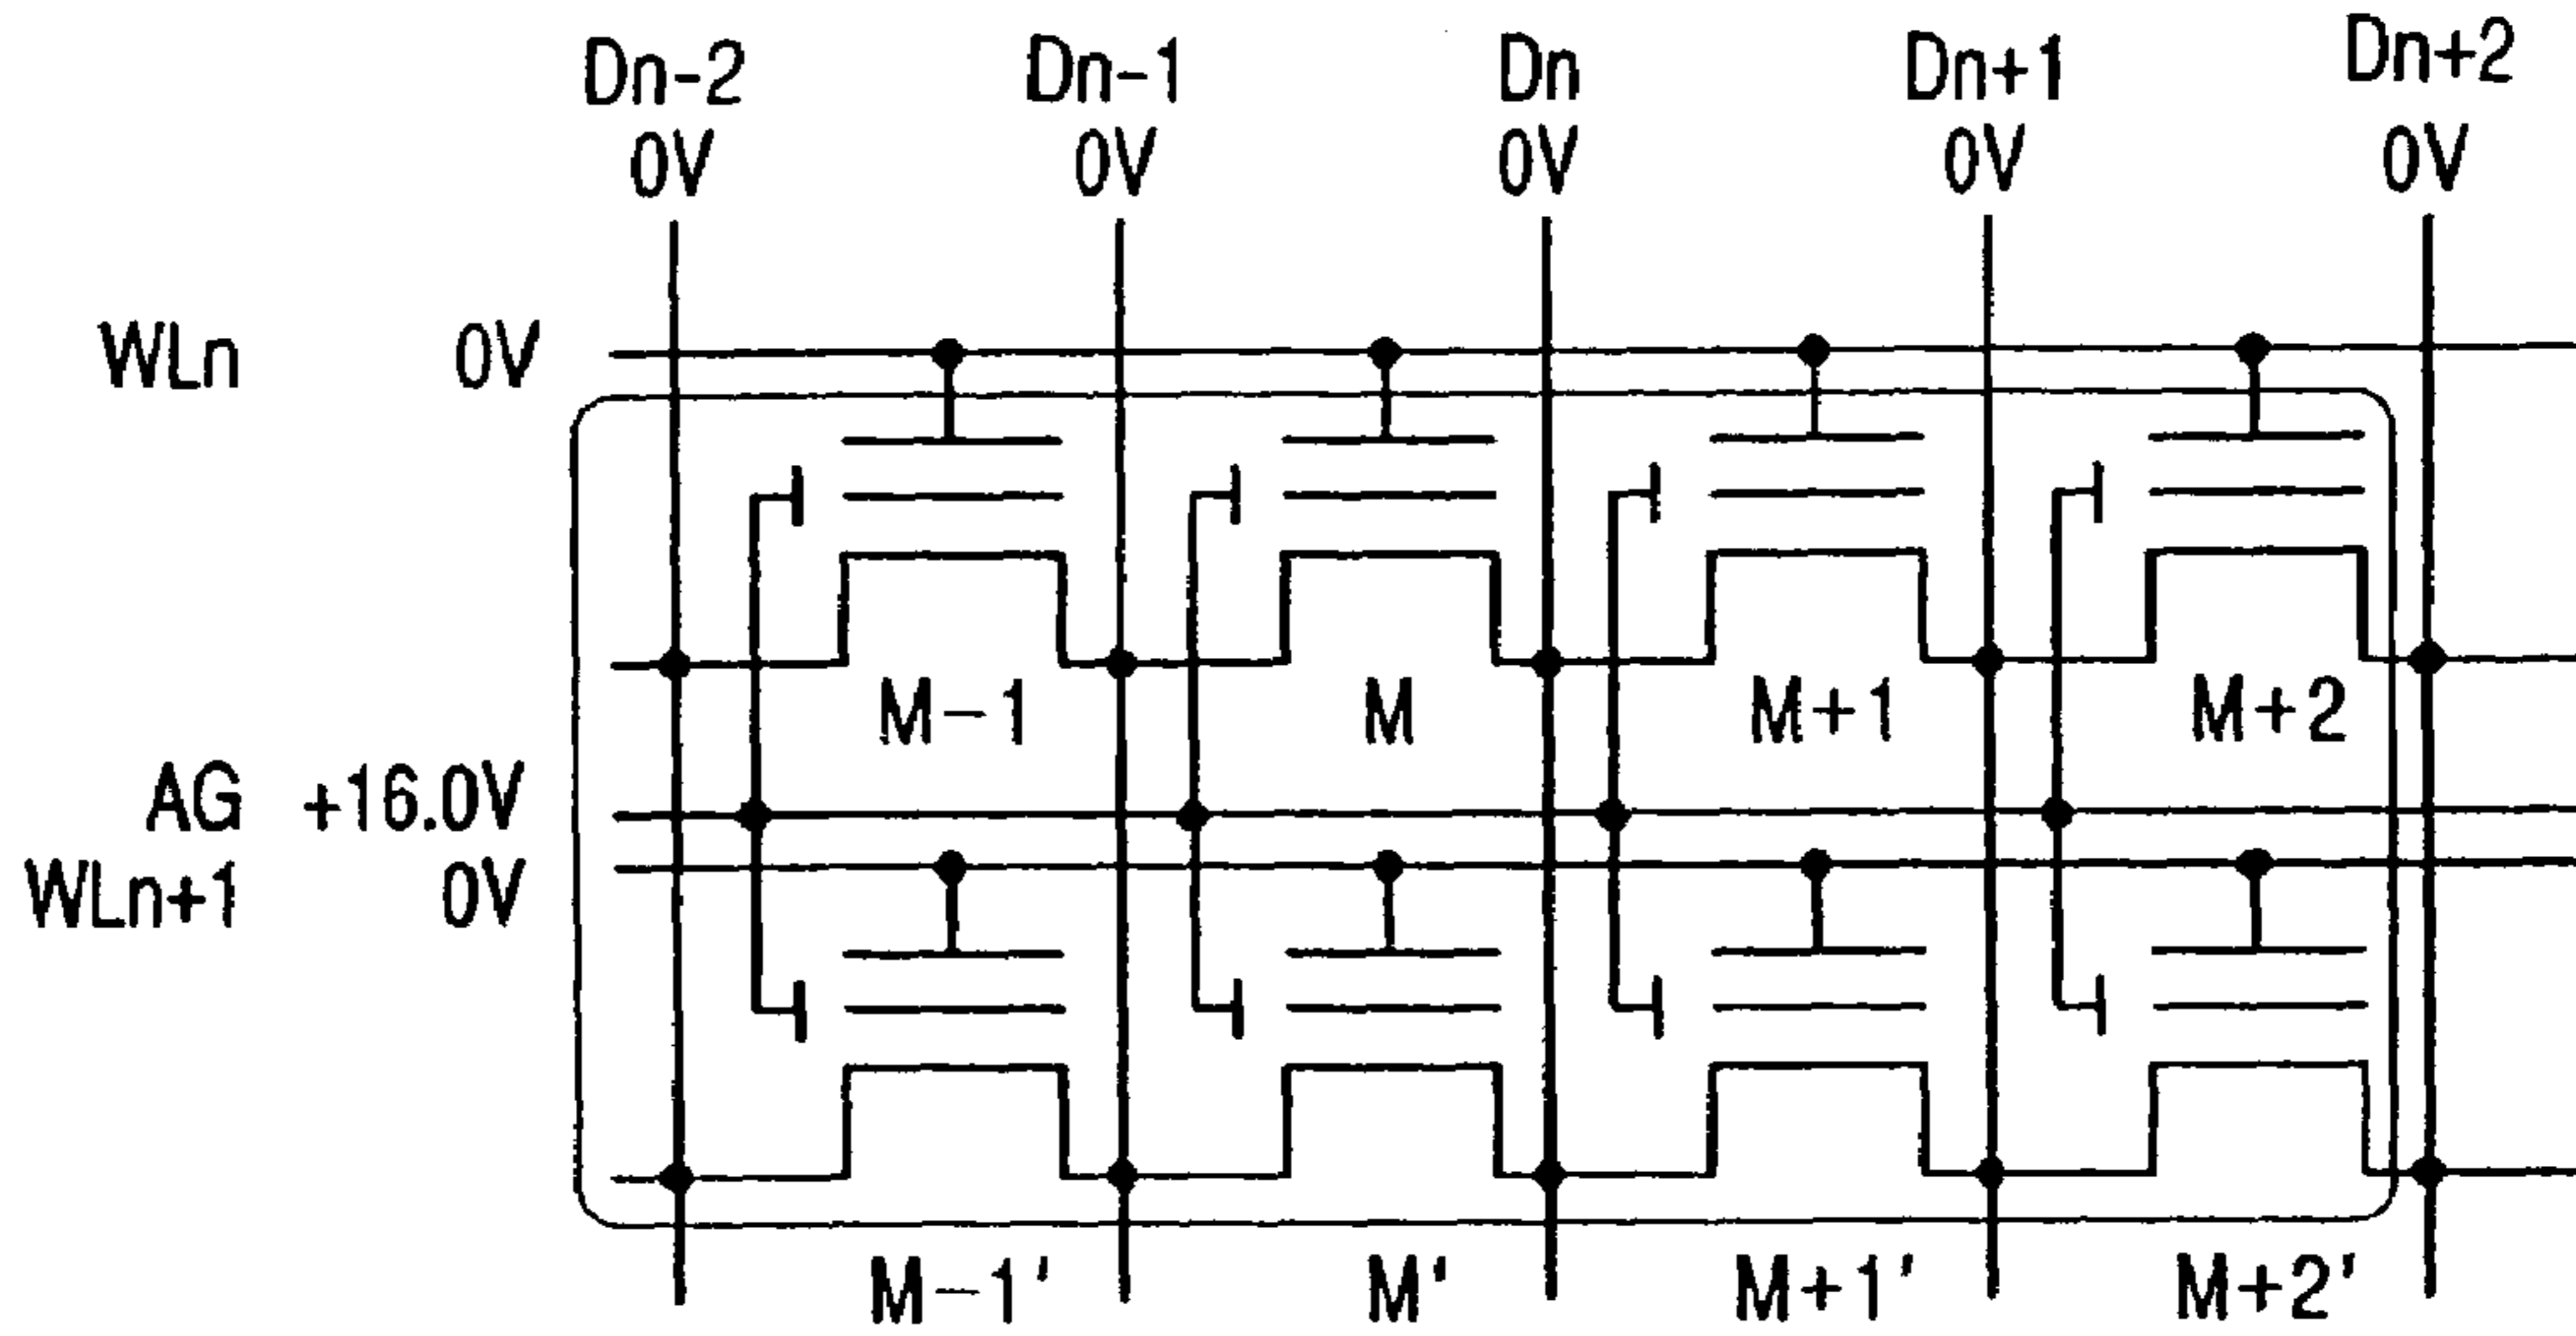 Dn-2 Dn-1 Dn Dn+1 Dn+2
0V 0V 0V 0V 0V
WLn 0V
M-1 M M+1 M+2
AG +16.0V
WLn+1 0V
M-1' M' M+1' M+2'